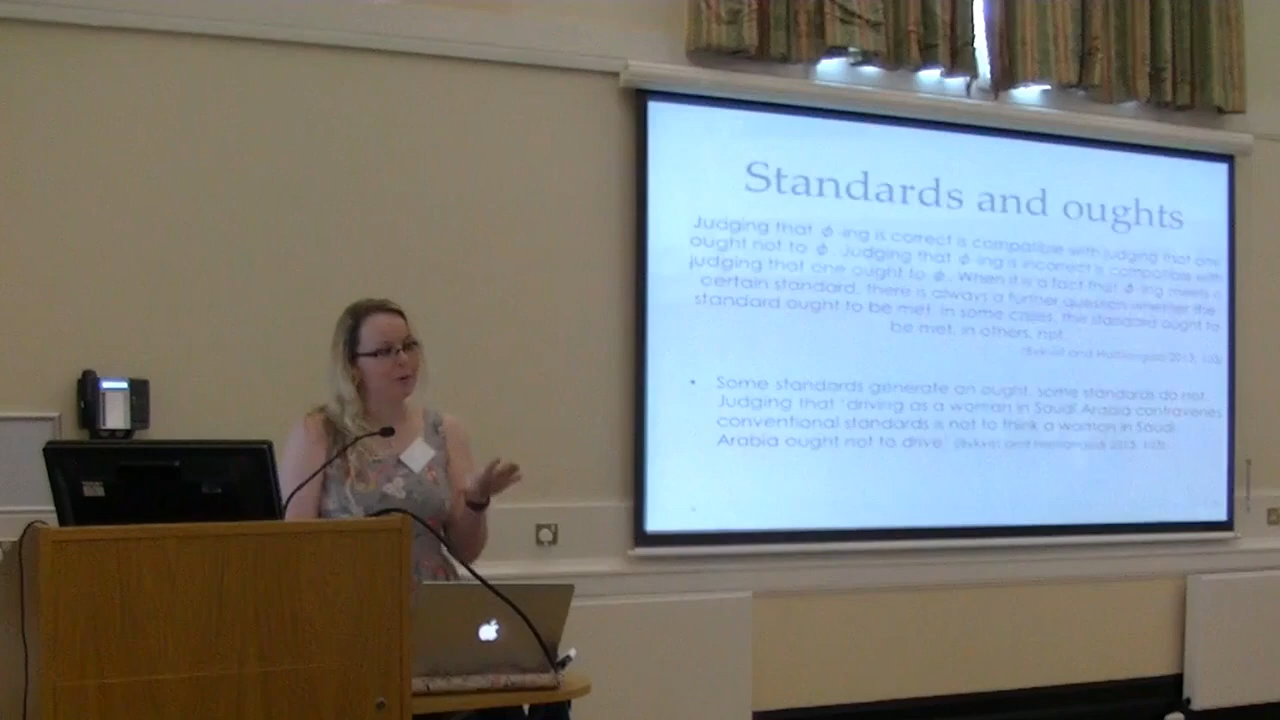 Standards and oughts
Judging that ϕ-ing is correct is compatible with judging that one
ought not to ϕ. Judging that ϕ-ing is incorrect is compatible with
judging that one ought to ϕ. When it is a fact that ϕ-ing meets a
certain standard, there is always a further question whether the
standard ought to be met. In some cases, the standard ought to
be met, in others, not.
2013, 103)
• Some standards generate an ought, some standards do not.
Judging that 'driving as a woman in Saudi Arabia contravenes
conventional standards is not to think a woman in Saudi
Arabia ought not to drive' 2013, 103)